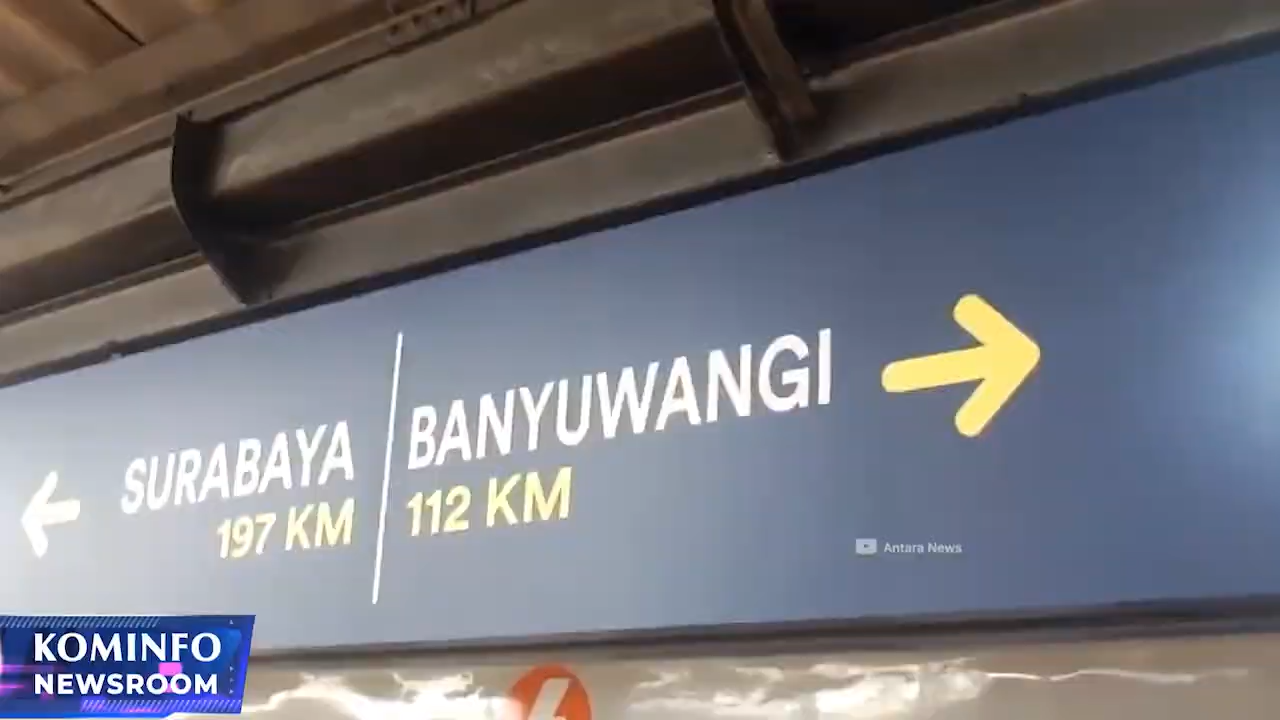 SURABAYA
197 KM
BANYUWANGI
112 KM
Antara News
KOMINFO
NEWSROOM